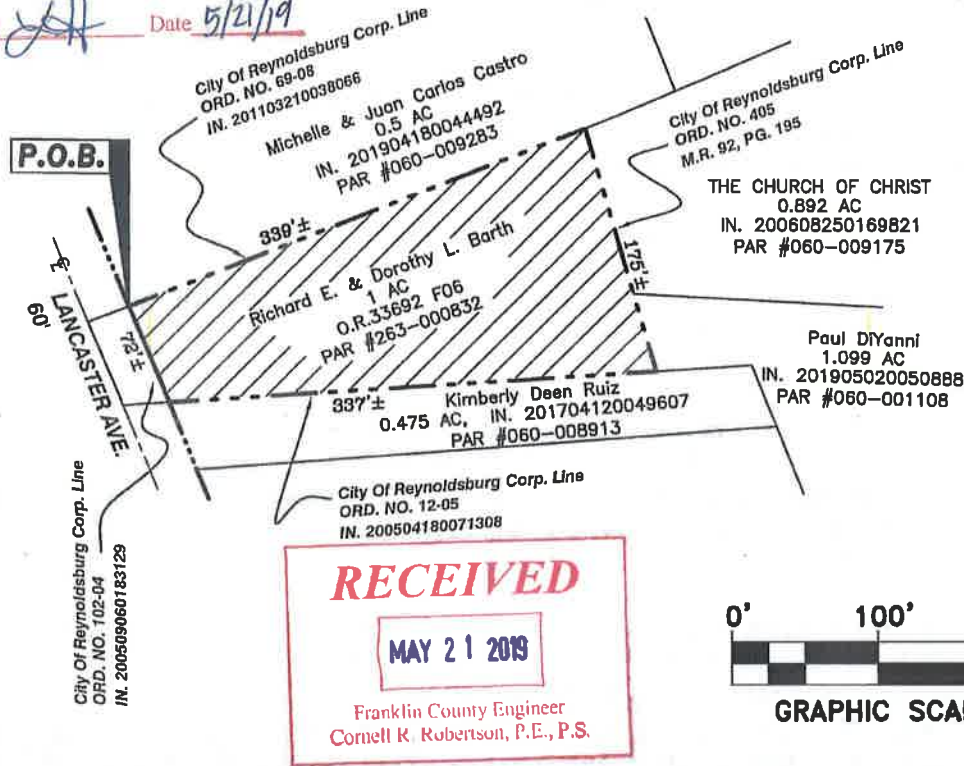 Date 5/21/19
City Of Reynoldsburg Corp. Line
ORD. NO. 69-08
IN. 201103210038066
Michelle & Juan Carlos Castro
0.5 AC
IN. 201904180044492
PAR #060-009283
City Of Reynoldsburg Corp. Line
ORD. NO. 405
M.R. 92, PG. 195
P.O.B.
THE CHURCH OF CHRIST
0.892 AC
IN. 200608250169821
PAR #060-009175
339'±
Richard E. & Dorothy L. Barth
1 AC
O.R.33692 F06
PAR #263-000832
175'±
℄ LANCASTER AVE.
60'
72'±
Paul DiYanni
1.099 AC
IN. 201905020050888
PAR #060-001108
337'±
Kimberly Deen Ruiz
0.475 AC, IN. 201704120049607
PAR #060-008913
City Of Reynoldsburg Corp. Line
ORD. NO. 12-05
IN. 200504180071308
City Of Reynoldsburg Corp. Line
ORD. NO. 102-04
IN. 200509060183129
RECEIVED
MAY 21 2019
Franklin County Engineer
Cornell R. Robertson, P.E., P.S.
0' 100'
GRAPHIC SCA